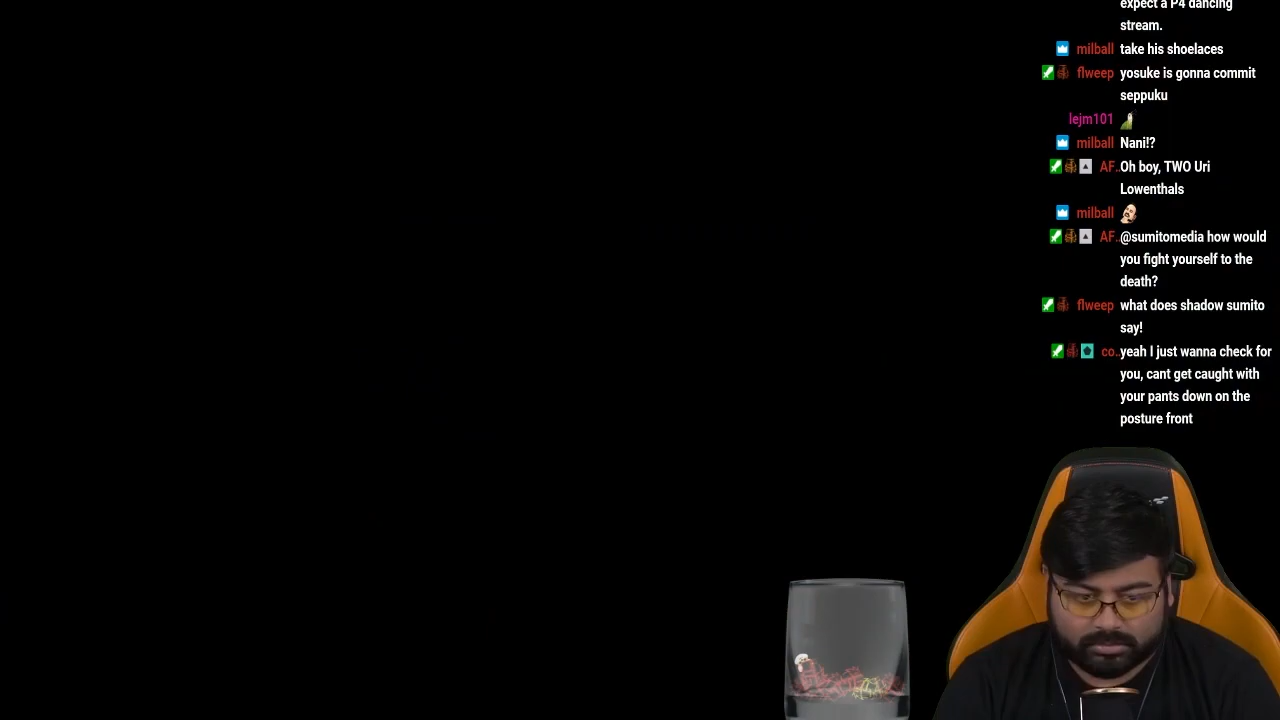 expect a P4 dancing
stream.
milball take his shoelaces
flweep yosuke is gonna commit
seppuku
lejm101
milball Nani!?
AF.. Oh boy, TWO Uri
Lowenthals
milball
AF.. @sumitomedia how would
you fight yourself to the
death?
flweep what does shadow sumito
say!
co.. yeah I just wanna check for
you, cant get caught with
your pants down on the
posture front